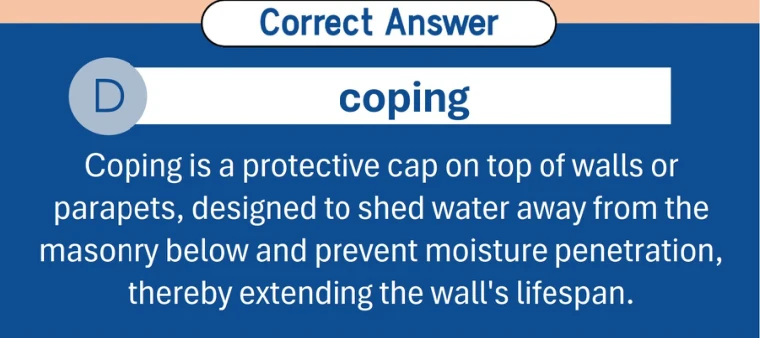 Correct Answer
D
coping
Coping is a protective cap on top of walls or
parapets, designed to shed water away from the
masonry below and prevent moisture penetration,
thereby extending the wall's lifespan.